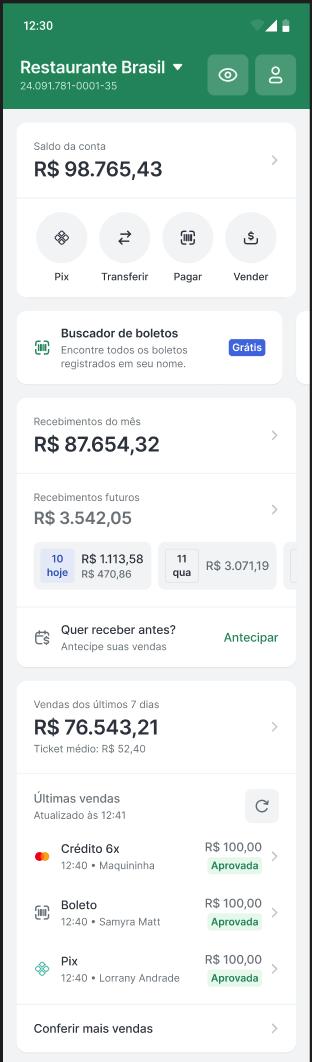 12:30
Restaurante Brasil
24.091.781-0001-35
Saldo da conta
R$ 98.765,43
Pix Transferir Pagar Vender
Buscador de boletos
Encontre todos os boletos
registrados em seu nome.
Grátis
Recebimentos do mês
R$ 87.654,32
Recebimentos futuros
R$ 3.542,05
10
hoje
R$ 1.113,58
R$ 470,86
11
qua
R$ 3.071,19
Quer receber antes?
Antecipe suas vendas
Antecipar
Vendas dos últimos 7 dias
R$ 76.543,21
Ticket médio: R$ 52,40
Últimas vendas
Atualizado às 12:41
Crédito 6x
12:40 • Maquininha
R$ 100,00
Aprovada
Boleto
12:40 • Samyra Matt
R$ 100,00
Aprovada
Pix
12:40 • Lorrany Andrade
R$ 100,00
Aprovada
Conferir mais vendas